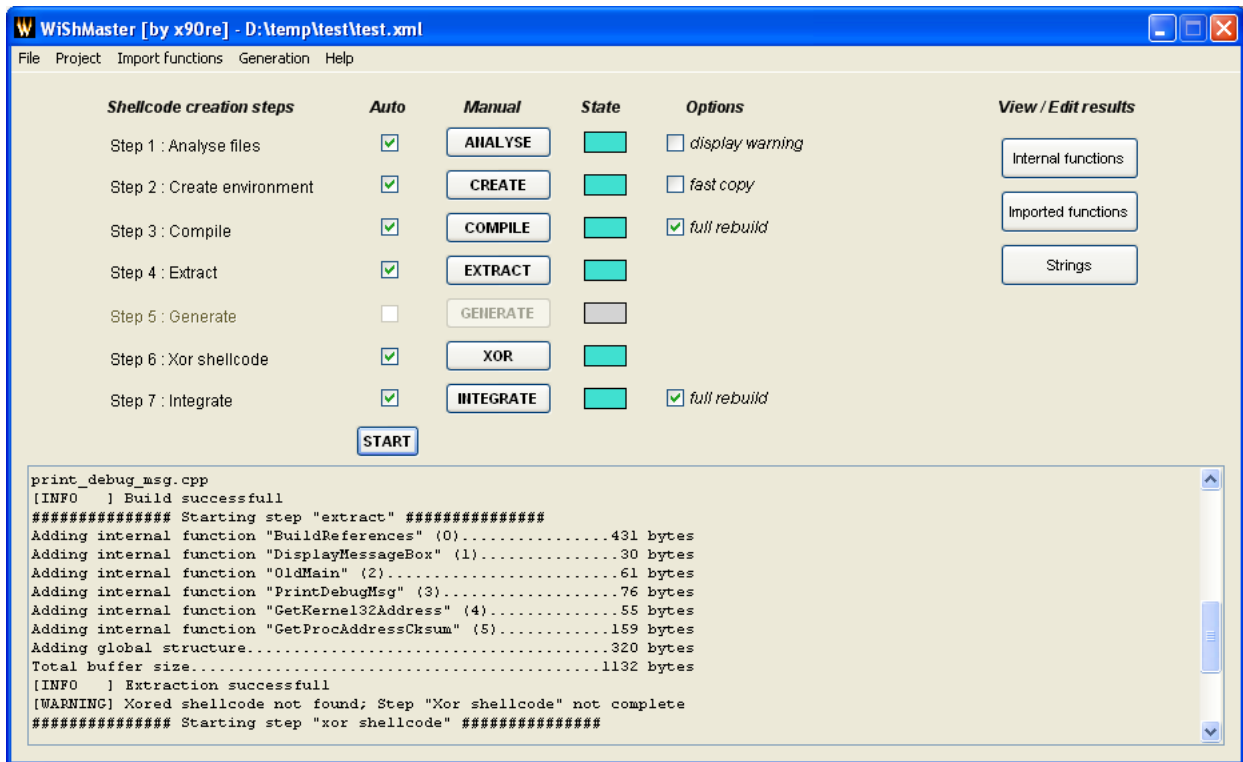 WiShMaster [by x90re] - D:\temp\test\test.xml
File Project Import functions Generation Help
Shellcode creation steps Auto Manual State Options View / Edit results
Step 1 : Analyse files ANALYSE display warning
Internal functions
Step 2 : Create environment CREATE fast copy
Imported functions
Step 3 : Compile COMPILE full rebuild
Step 4 : Extract EXTRACT Strings
Step 5 : Generate GENERATE
Step 6 : Xor shellcode XOR
Step 7 : Integrate INTEGRATE full rebuild
START
print_debug_msg.cpp
[INFO   ] Build successfull
############### Starting step "extract" ###############
Adding internal function "BuildReferences" (0)................431 bytes
Adding internal function "DisplayMessageBox" (1)...............30 bytes
Adding internal function "OldMain" (2).........................61 bytes
Adding internal function "PrintDebugMsg" (3)...................76 bytes
Adding internal function "GetKernel32Address" (4)..............55 bytes
Adding internal function "GetProcAddressCksum" (5)............159 bytes
Adding global structure.......................................320 bytes
Total buffer size............................................1132 bytes
[INFO   ] Extraction successfull
[WARNING] Xored shellcode not found; Step "Xor shellcode" not complete
############### Starting step "xor shellcode" ###############